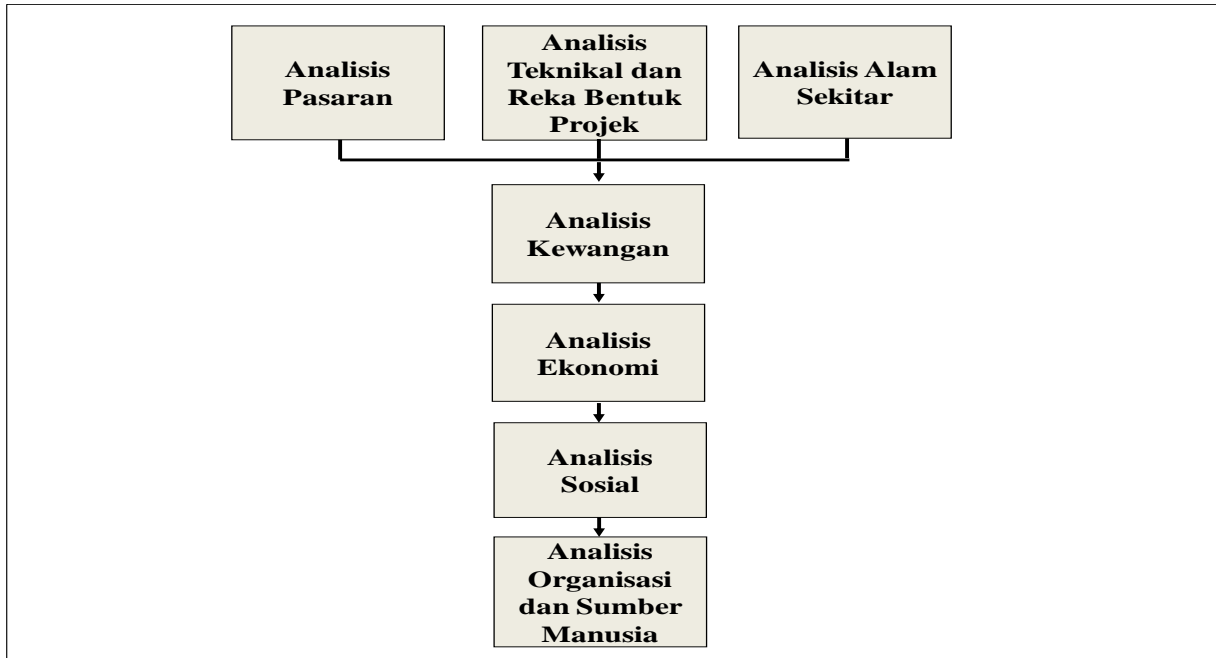 Analisis
Pasaran
Analisis
Teknikal dan
Reka Bentuk
Projek
Analisis Alam
Sekitar
Analisis
Kewangan
Analisis
Ekonomi
Analisis
Sosial
Analisis
Organisasi
dan Sumber
Manusia